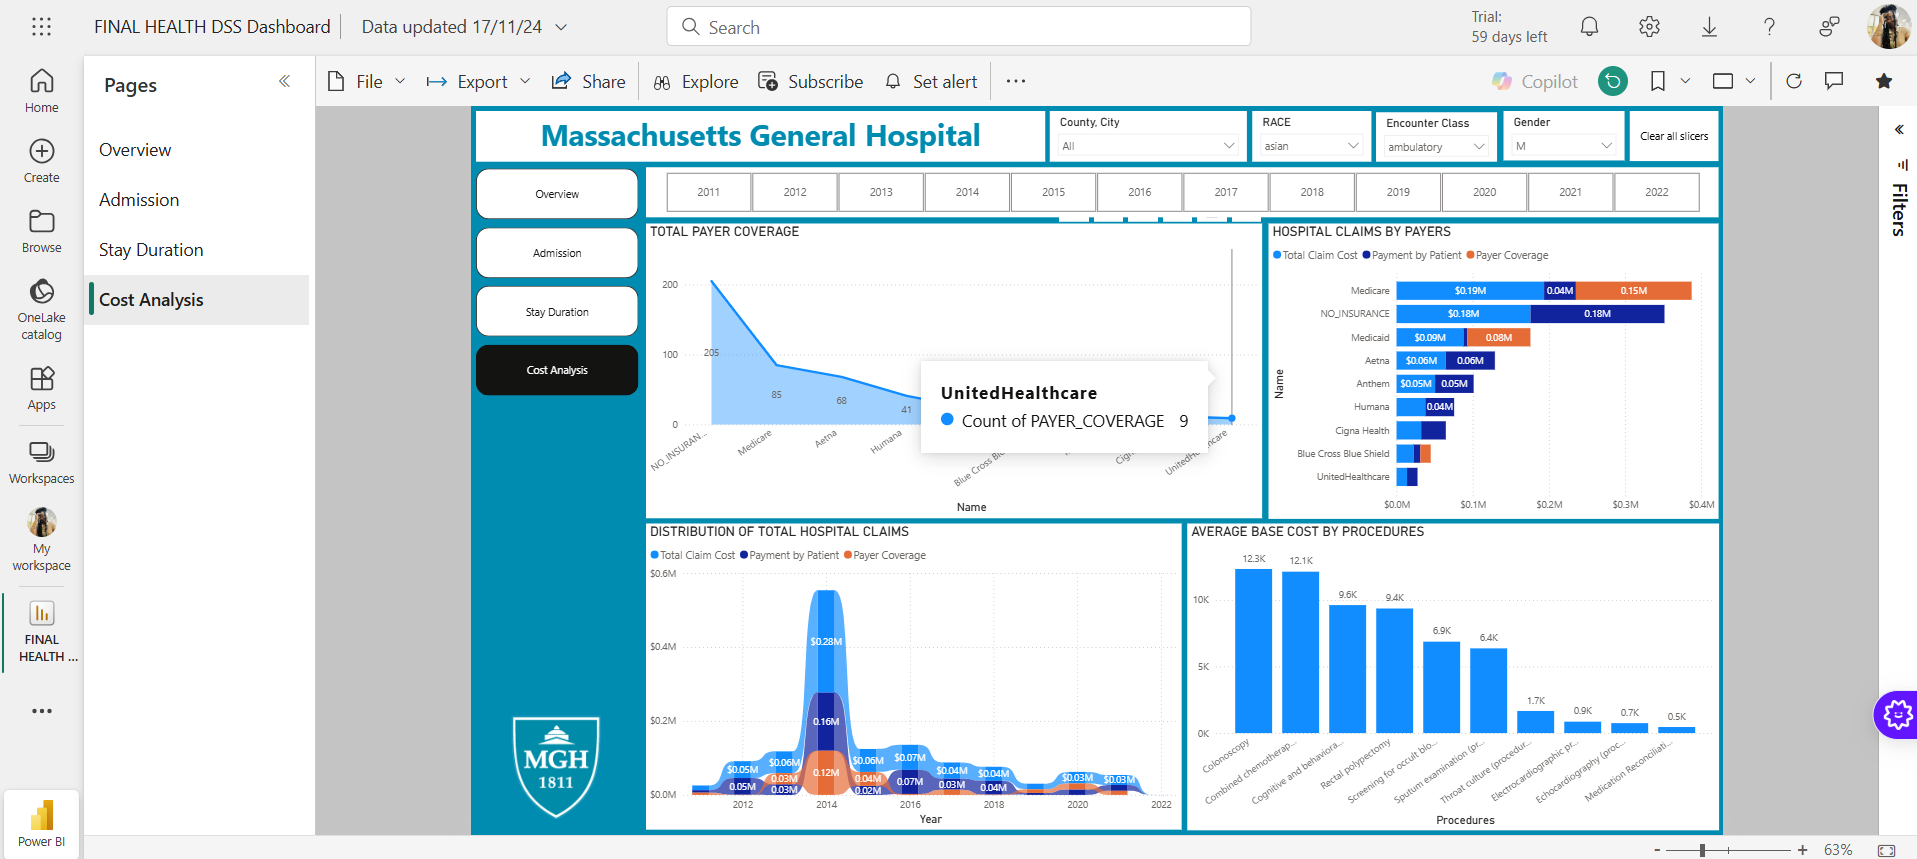 FINAL HEALTH DSS Dashboard
Data updated 17/11/24
Search
Trial:
59 days left
Home
Create
Browse
OneLake
catalog
Apps
Workspaces
My
workspace
FINAL
HEALTH ...
Power BI
Pages
Overview
Admission
Stay Duration
Cost Analysis
File
Export
Share
Explore
Subscribe
Set alert
Copilot
Massachusetts General Hospital
County, City
All
RACE
asian
Encounter Class
ambulatory
Gender
M
Clear all slicers
Overview
Admission
Stay Duration
Cost Analysis
MGH
1811
2011 2012 2013 2014 2015 2016 2017 2018 2019 2020 2021 2022
TOTAL PAYER COVERAGE
200
100
0
205
85
68
41
NO_INSURAN...
Medicare
Aetna
Humana
Name
UnitedHealthcare
Count of PAYER_COVERAGE 9
HOSPITAL CLAIMS BY PAYERS
Total Claim Cost Payment by Patient Payer Coverage
Name
Medicare $0.19M 0.04M 0.15M
NO_INSURANCE $0.18M 0.18M
Medicaid $0.09M 0.08M
Aetna $0.06M 0.06M
Anthem $0.05M 0.05M
Humana 0.04M
Cigna Health
Blue Cross Blue Shield
UnitedHealthcare
$0.0M $0.1M $0.2M $0.3M $0.4M
DISTRIBUTION OF TOTAL HOSPITAL CLAIMS
Total Claim Cost Payment by Patient Payer Coverage
$0.6M
$0.4M
$0.2M
$0.0M
$0.05M
0.05M
$0.06M
0.03M
0.03M
$0.28M
0.16M
0.12M
$0.06M
0.04M
0.02M
$0.07M
0.07M
$0.04M
0.03M
$0.04M
0.04M
$0.03M
$0.03M
2012 2014 2016 2018 2020 2022
Year
AVERAGE BASE COST BY PROCEDURES
10K
5K
0K
12.3K 12.1K 9.6K 9.4K 6.9K 6.4K 1.7K 0.9K 0.7K 0.5K
Colonoscopy
Combined chemotherap...
Cognitive and behaviora...
Rectal polypectomy
Screening for occult blo...
Sputum examination (pr...
Throat culture (procedur...
Electrocardiographic pr...
Echocardiography (proc...
Medication Reconciliati...
Procedures
Filters
63%